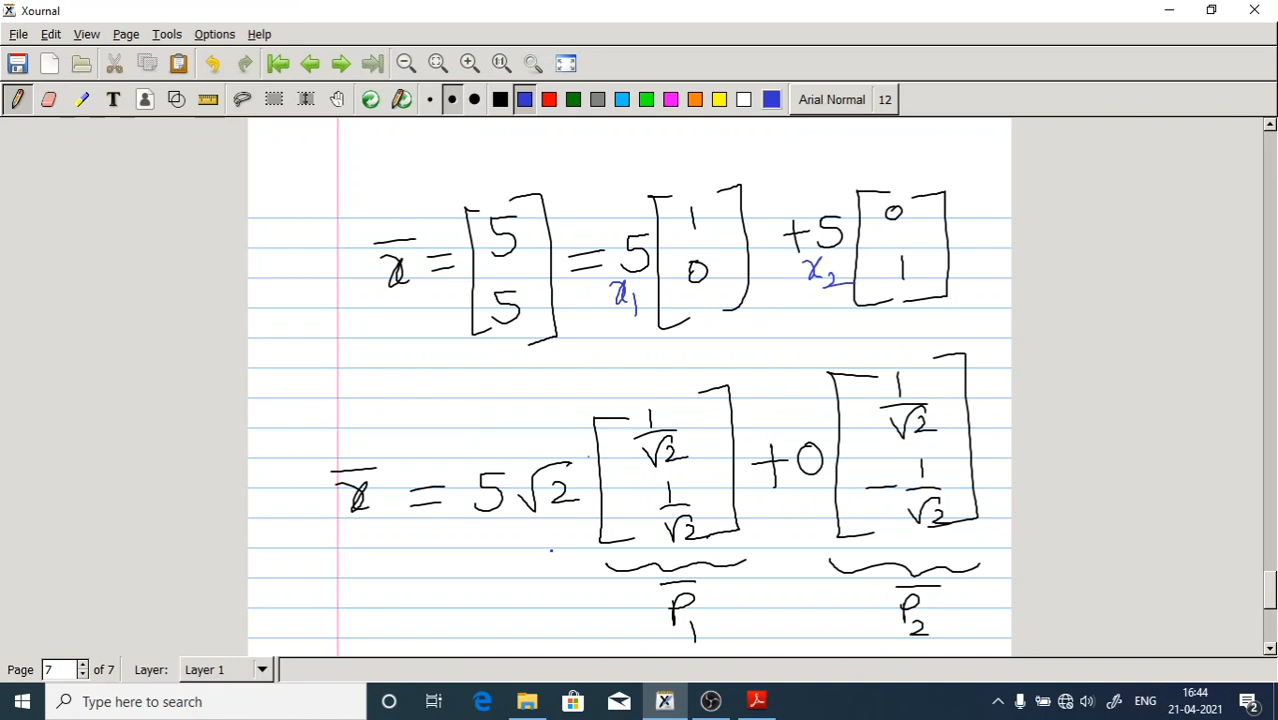 Xournal
File Edit View Page Tools Options Help
Arial Normal 12
x̅ = [5 5] = 5 [1 0] + 5 [0 1]
x₁ x₂
x̅ = 5√2 [1/√2 1/√2] + 0 [1/√2 -1/√2]
P̅₁ P̅₂
Page 7 of 7 Layer: Layer 1
Type here to search
ENG
16:44
21-04-2021
2